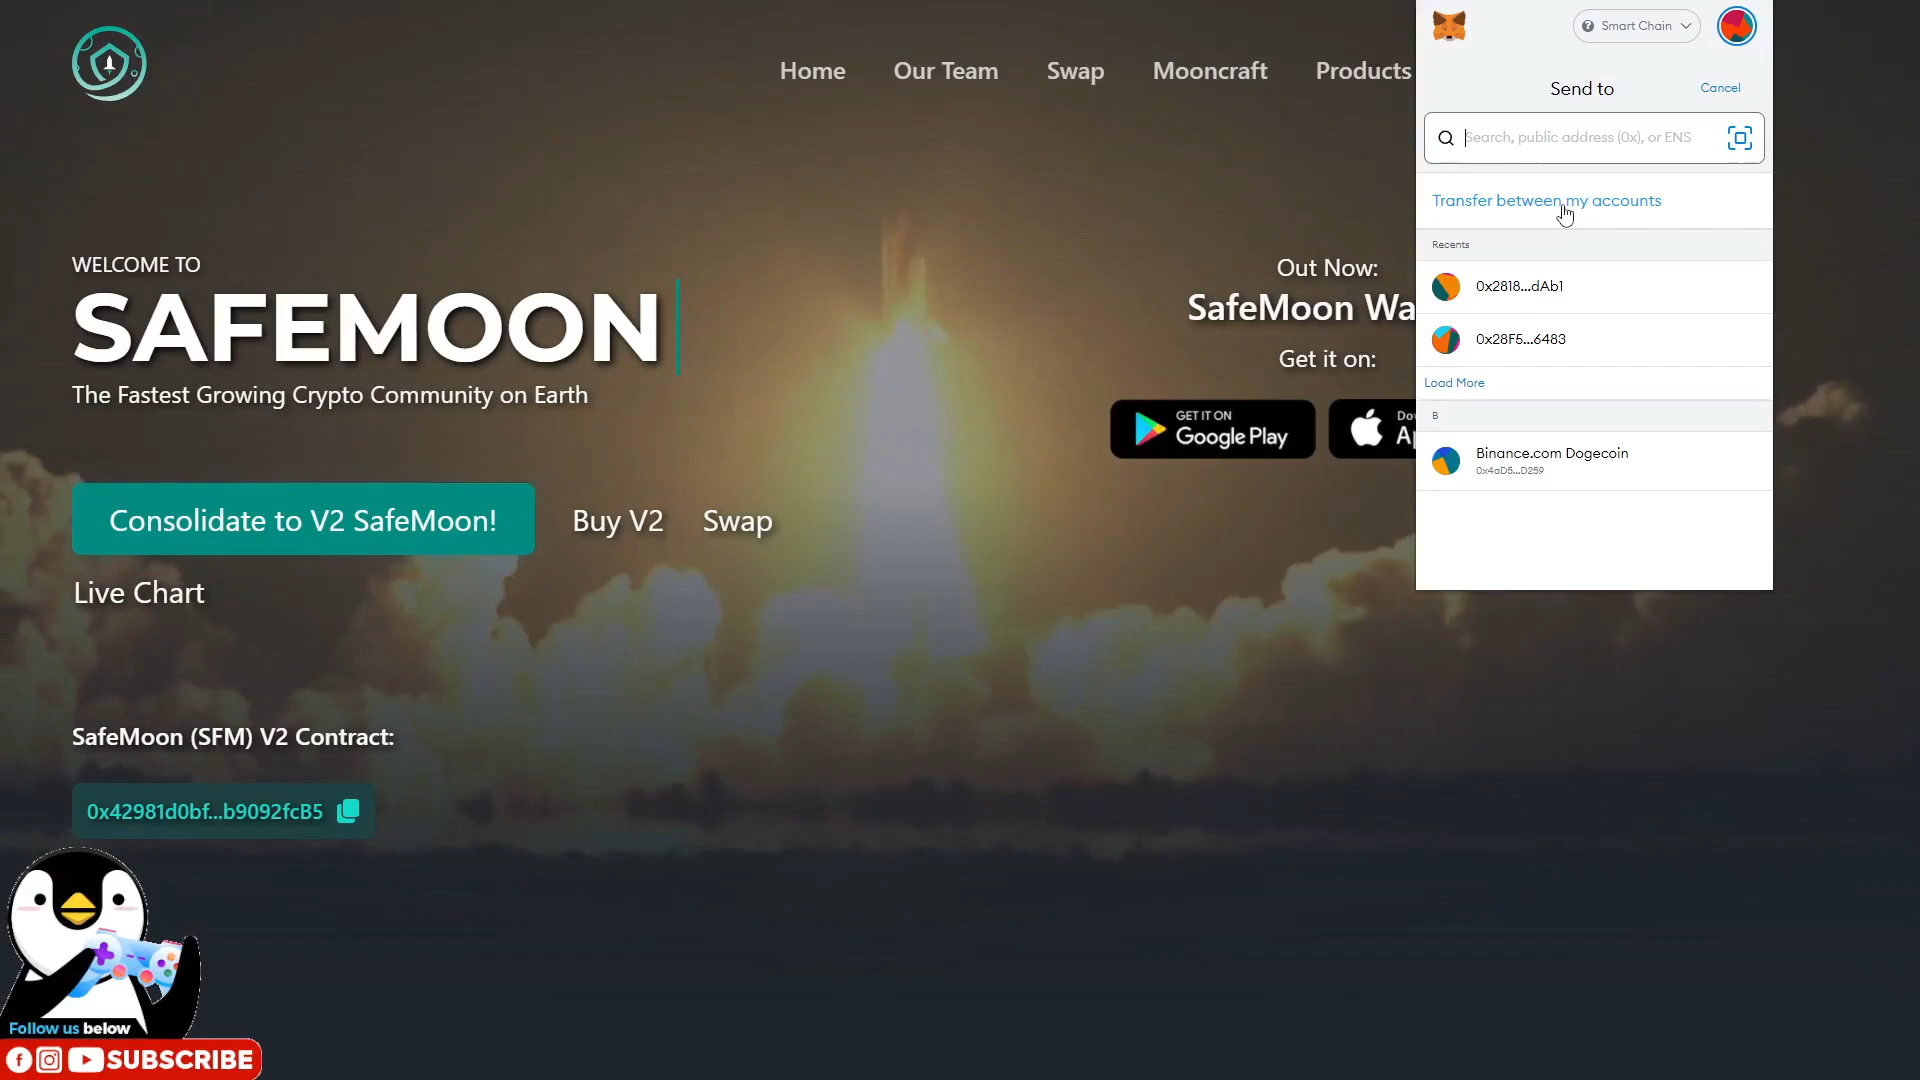 Home Our Team Swap Mooncraft Products
WELCOME TO
SAFEMOON
The Fastest Growing Crypto Community on Earth
Consolidate to V2 SafeMoon! Buy V2 Swap
Live Chart
SafeMoon (SFM) V2 Contract:
0x42981d0bf...b9092fcB5
Out Now:
SafeMoon Wa
Get it on:
GET IT ON
Google Play
Do
Ap
Smart Chain
Send to Cancel
Search, public address (0x), or ENS
Transfer between my accounts
Recents
0x2818...dAb1
0x28F5...6483
Load More
B
Binance.com Dogecoin
0x4aD5...D259
Follow us below
SUBSCRIBE